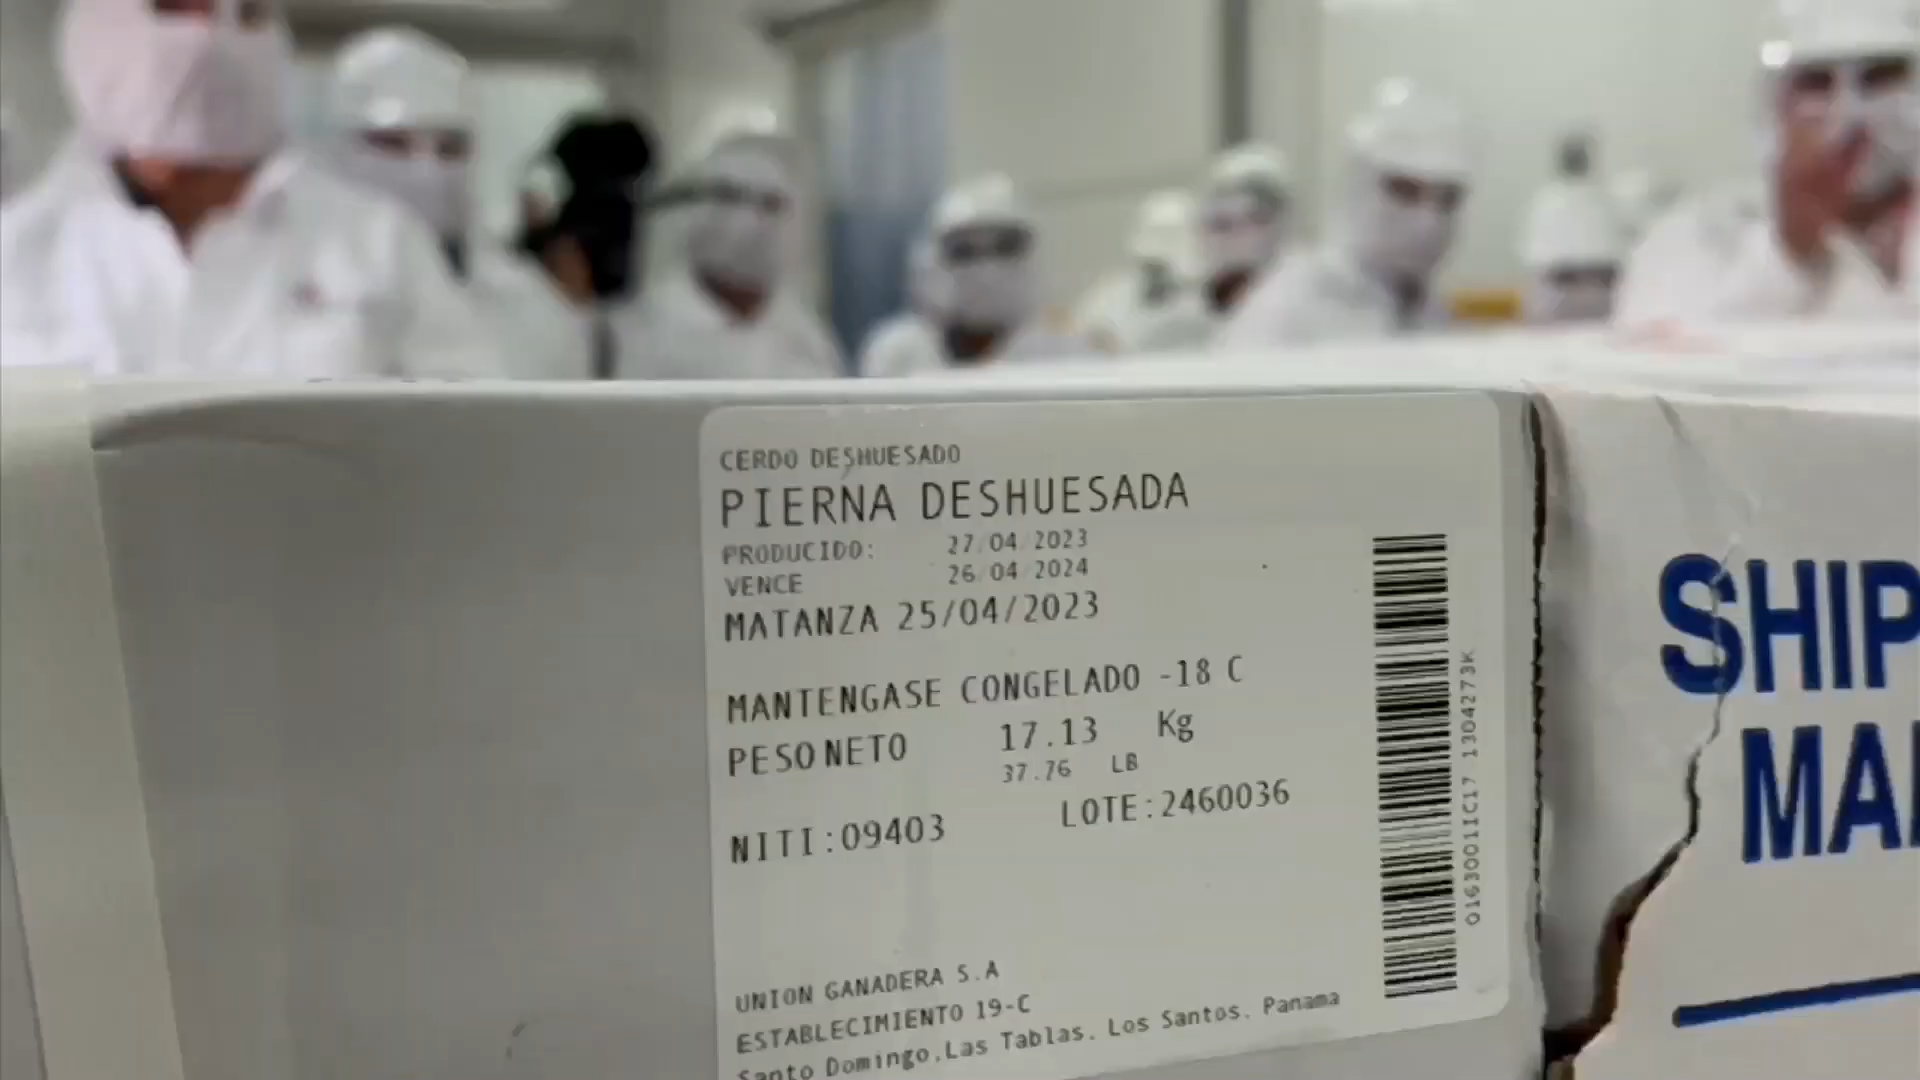 CERDO DESHUESADO
PIERNA DESHUESADA
PRODUCIDO: 27/04/2023
VENCE 26/04/2024
MATANZA 25/04/2023
MANTENGASE CONGELADO -18 C
PESO NETO 17.13 Kg
37.76 LB
NITI:09403 LOTE:2460036
UNION GANADERA S.A
ESTABLECIMIENTO 19-C
Santo Domingo,Las Tablas. Los Santos. Panama
SHIP